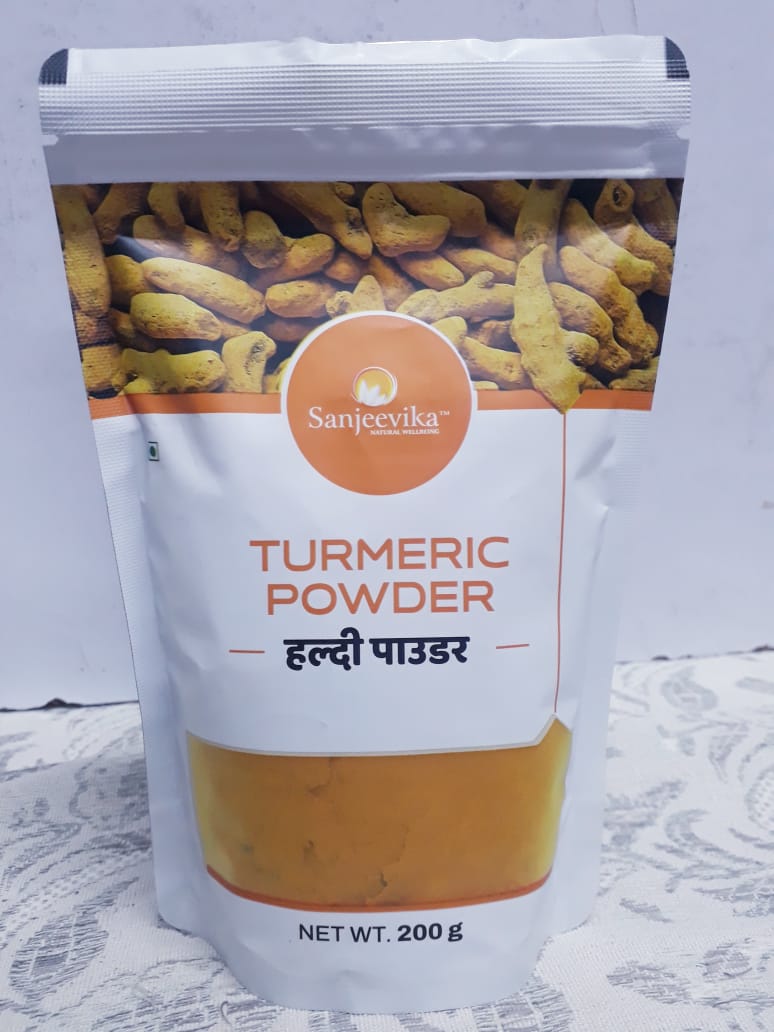 Sanjeevika™
NATURAL WELLBEING
TURMERIC
POWDER
हल्दी पाउडर
NET WT. 200 g